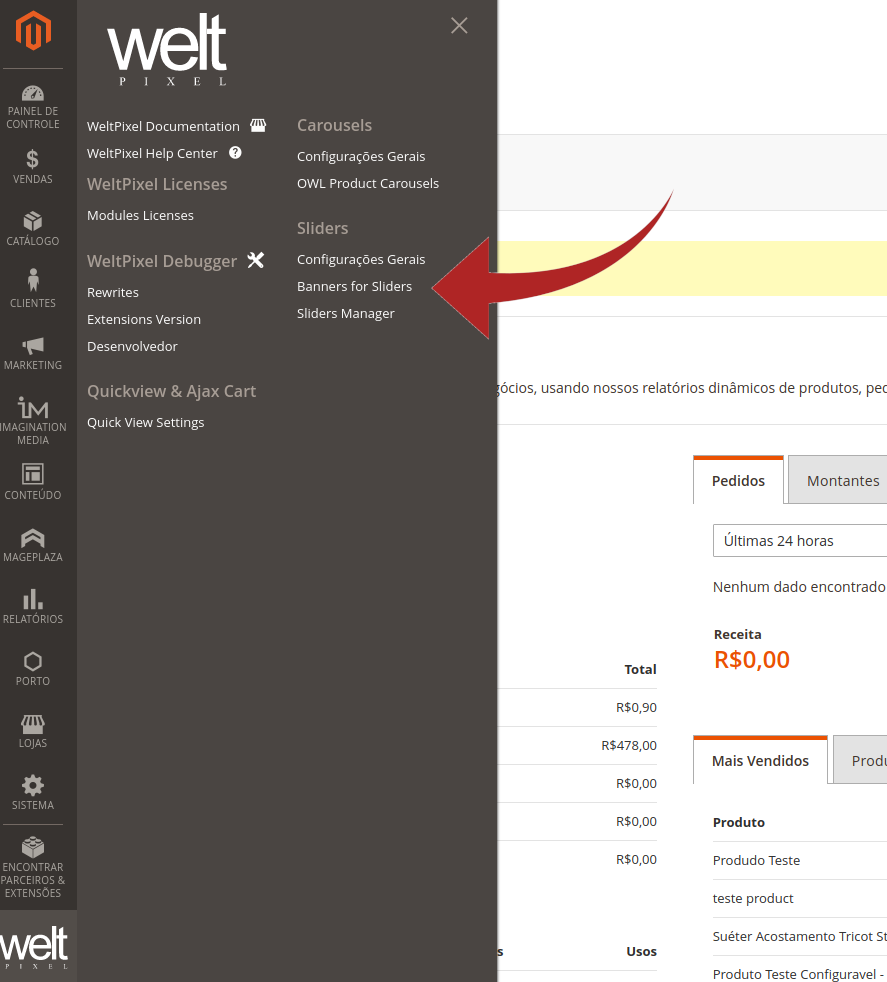 PAINEL DE
CONTROLE
VENDAS
CATÁLOGO
CLIENTES
MARKETING
iM
IMAGINATION
MEDIA
CONTEÚDO
MAGEPLAZA
RELATÓRIOS
PORTO
LOJAS
SISTEMA
ENCONTRAR
PARCEIROS &
EXTENSÕES
welt
PIXEL
welt
PIXEL
WeltPixel Documentation
WeltPixel Help Center
WeltPixel Licenses
Modules Licenses
WeltPixel Debugger
Rewrites
Extensions Version
Desenvolvedor
Quickview & Ajax Cart
Quick View Settings
Carousels
Configurações Gerais
OWL Product Carousels
Sliders
Configurações Gerais
Banners for Sliders
Sliders Manager
gócios, usando nossos relatórios dinâmicos de produtos, ped
Total
R$0,90
R$478,00
R$0,00
R$0,00
R$0,00
s Usos
Pedidos Montantes
Últimas 24 horas
Nenhum dado encontrado
Receita
R$0,00
Mais Vendidos Produ
Produto
Produdo Teste
teste product
Suéter Acostamento Tricot St
Produto Teste Configuravel -